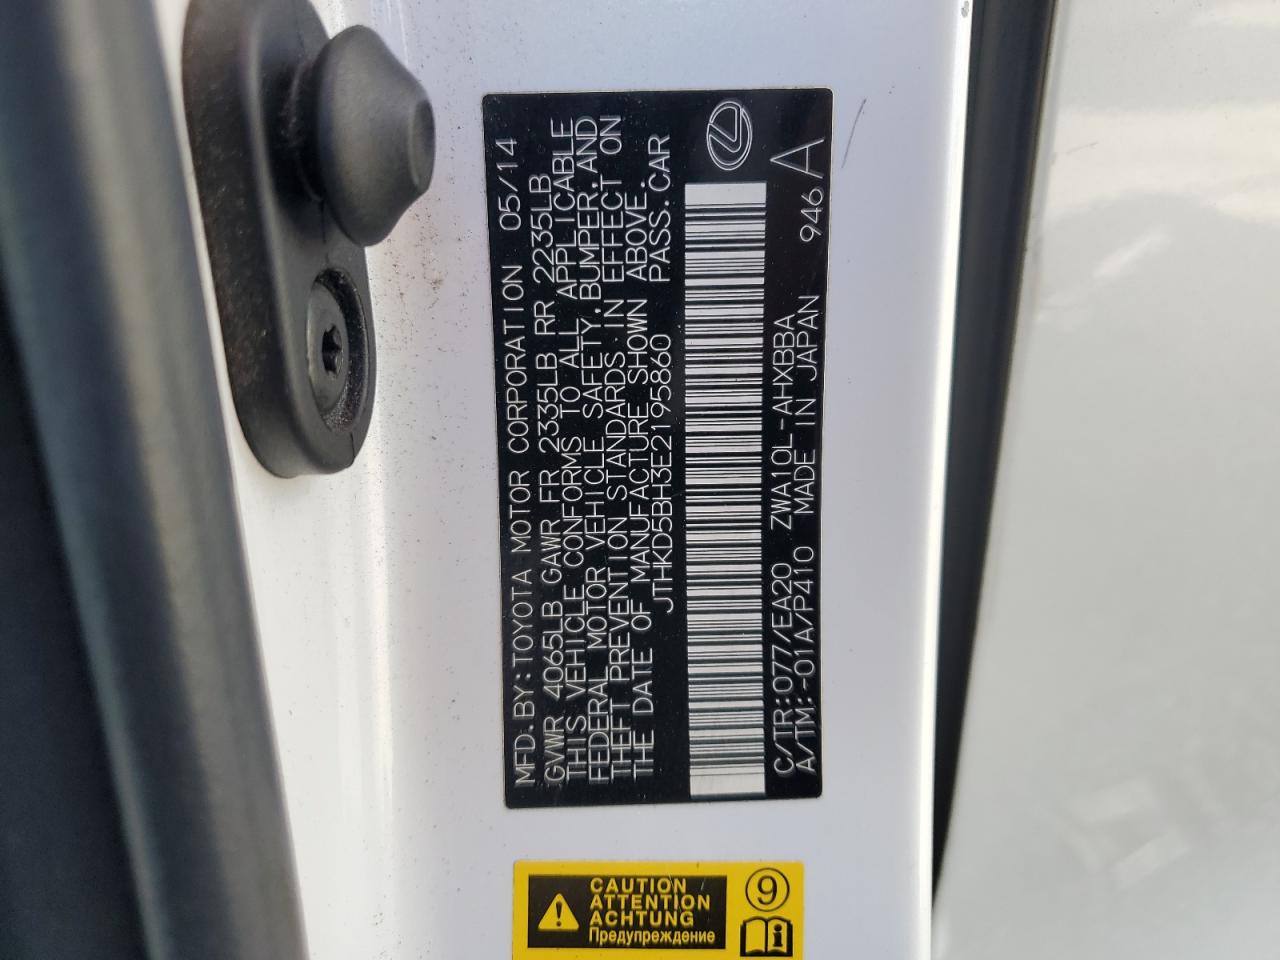 MFD.BY:TOYOTA MOTOR CORPORATION 05/14
GVWR 4065LB GAWR FR 2335LB RR 2235LB
THIS VEHICLE CONFORMS TO ALL APPLICABLE
FEDERAL MOTOR VEHICLE SAFETY,BUMPER,AND
THEFT PREVENTION STANDARDS IN EFFECT ON
THE DATE OF MANUFACTURE SHOWN ABOVE.
JTHKD5BH3E2195860 PASS.CAR
C/TR:077/EA20 ZWA10L-AHXBBA 946
A/TM:-01A/P410 MADE IN JAPAN A
CAUTION
ATTENTION
ACHTUNG
Предупреждение
9
i